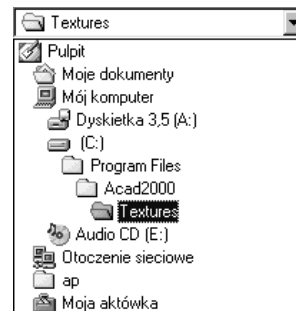 Textures
Pulpit
Moje dokumenty
Mój komputer
Dyskietka 3,5 (A:)
(C:)
Program Files
Acad2000
Textures
Audio CD (E:)
Otoczenie sieciowe
ap
Moja aktówka